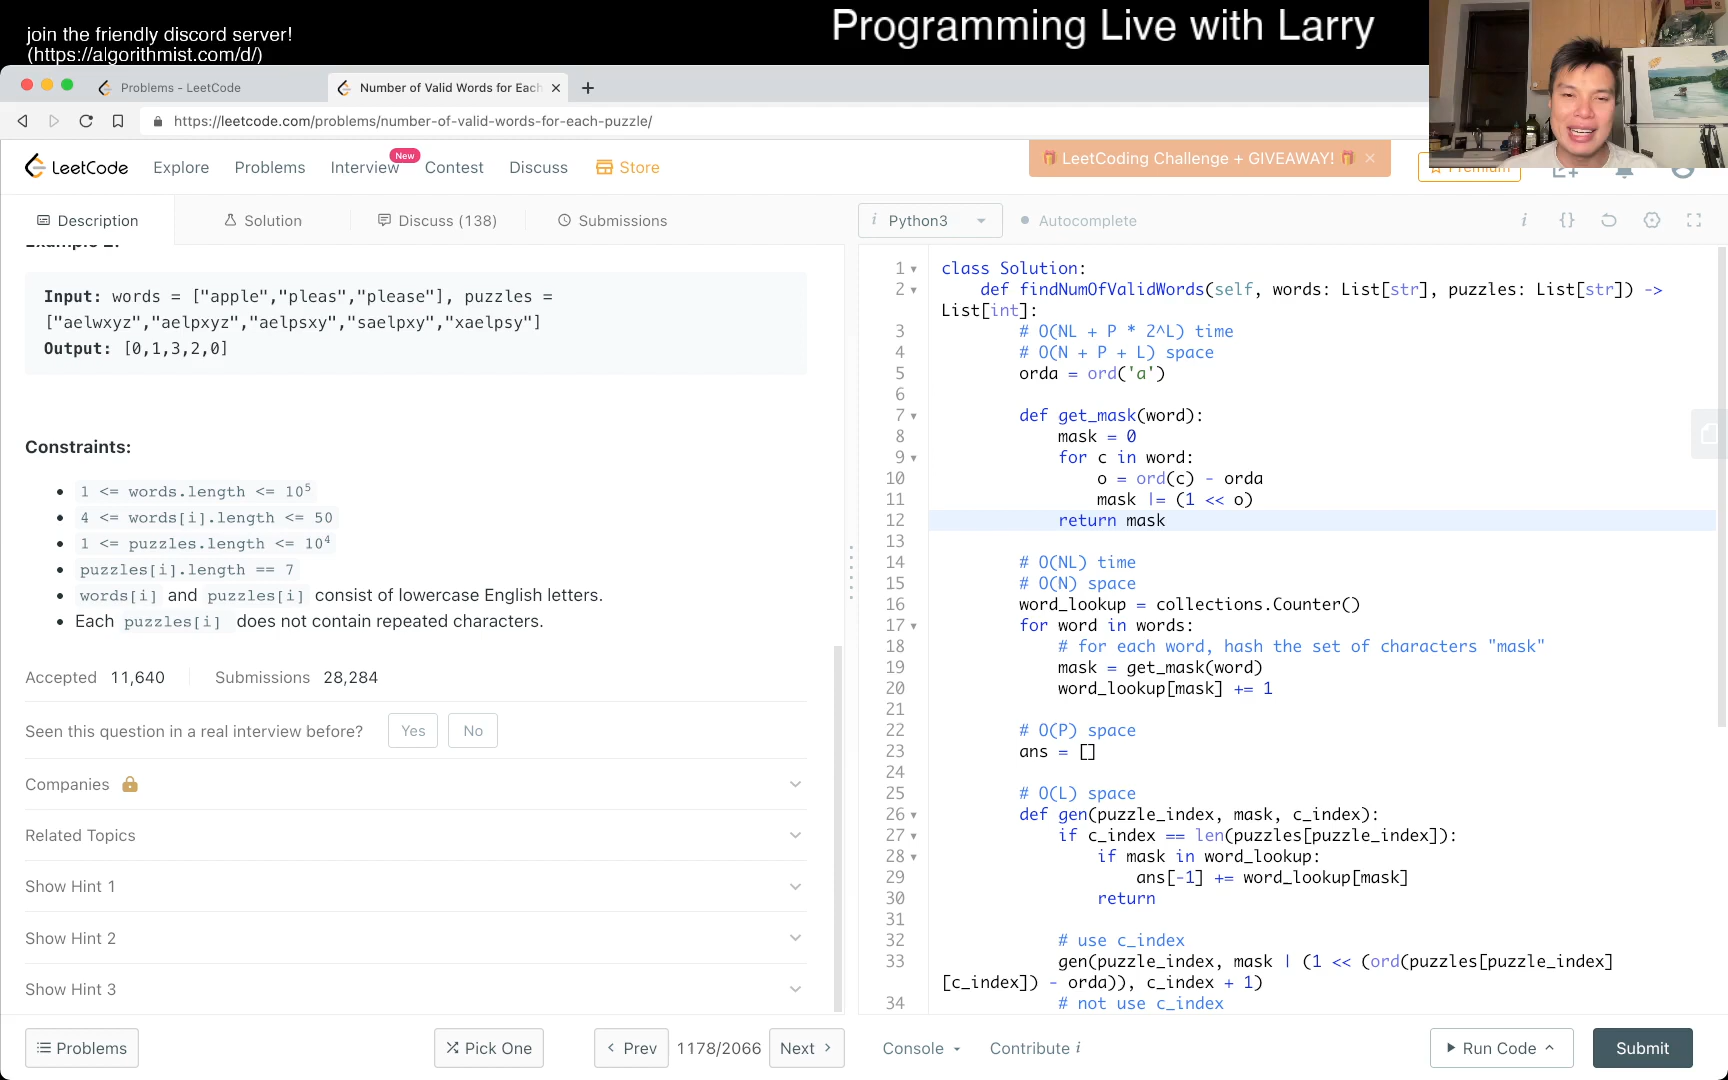 join the friendly discord server!
(https://algorithmist.com/d/)
Programming Live with Larry
Problems - LeetCode
Number of Valid Words for Each
https://leetcode.com/problems/number-of-valid-words-for-each-puzzle/
LeetCode
Explore
Problems
Interview
New
Contest
Discuss
Store
LeetCoding Challenge + GIVEAWAY!
Premium
Description
Solution
Discuss (138)
Submissions
Python3
Autocomplete
Example 2:
Input: words = ["apple","pleas","please"], puzzles =
["aelwxyz","aelpxyz","aelpsxy","saelpxy","xaelpsy"]
Output: [0,1,3,2,0]
Constraints:
1 <= words.length <= 10⁵
4 <= words[i].length <= 50
1 <= puzzles.length <= 10⁴
puzzles[i].length == 7
words[i] and puzzles[i] consist of lowercase English letters.
Each puzzles[i] does not contain repeated characters.
Accepted 11,640
Submissions 28,284
Seen this question in a real interview before?
Yes
No
Companies
Related Topics
Show Hint 1
Show Hint 2
Show Hint 3
1 class Solution:
2 def findNumOfValidWords(self, words: List[str], puzzles: List[str]) ->
List[int]:
3 # O(NL + P * 2^L) time
4 # O(N + P + L) space
5 orda = ord('a')
6
7 def get_mask(word):
8 mask = 0
9 for c in word:
10 o = ord(c) - orda
11 mask |= (1 << o)
12 return mask
13
14 # O(NL) time
15 # O(N) space
16 word_lookup = collections.Counter()
17 for word in words:
18 # for each word, hash the set of characters "mask"
19 mask = get_mask(word)
20 word_lookup[mask] += 1
21
22 # O(P) space
23 ans = []
24
25 # O(L) space
26 def gen(puzzle_index, mask, c_index):
27 if c_index == len(puzzles[puzzle_index]):
28 if mask in word_lookup:
29 ans[-1] += word_lookup[mask]
30 return
31
32 # use c_index
33 gen(puzzle_index, mask | (1 << (ord(puzzles[puzzle_index]
[c_index]) - orda)), c_index + 1)
34 # not use c_index
Problems
Pick One
Prev
1178/2066
Next
Console
Contribute i
Run Code
Submit